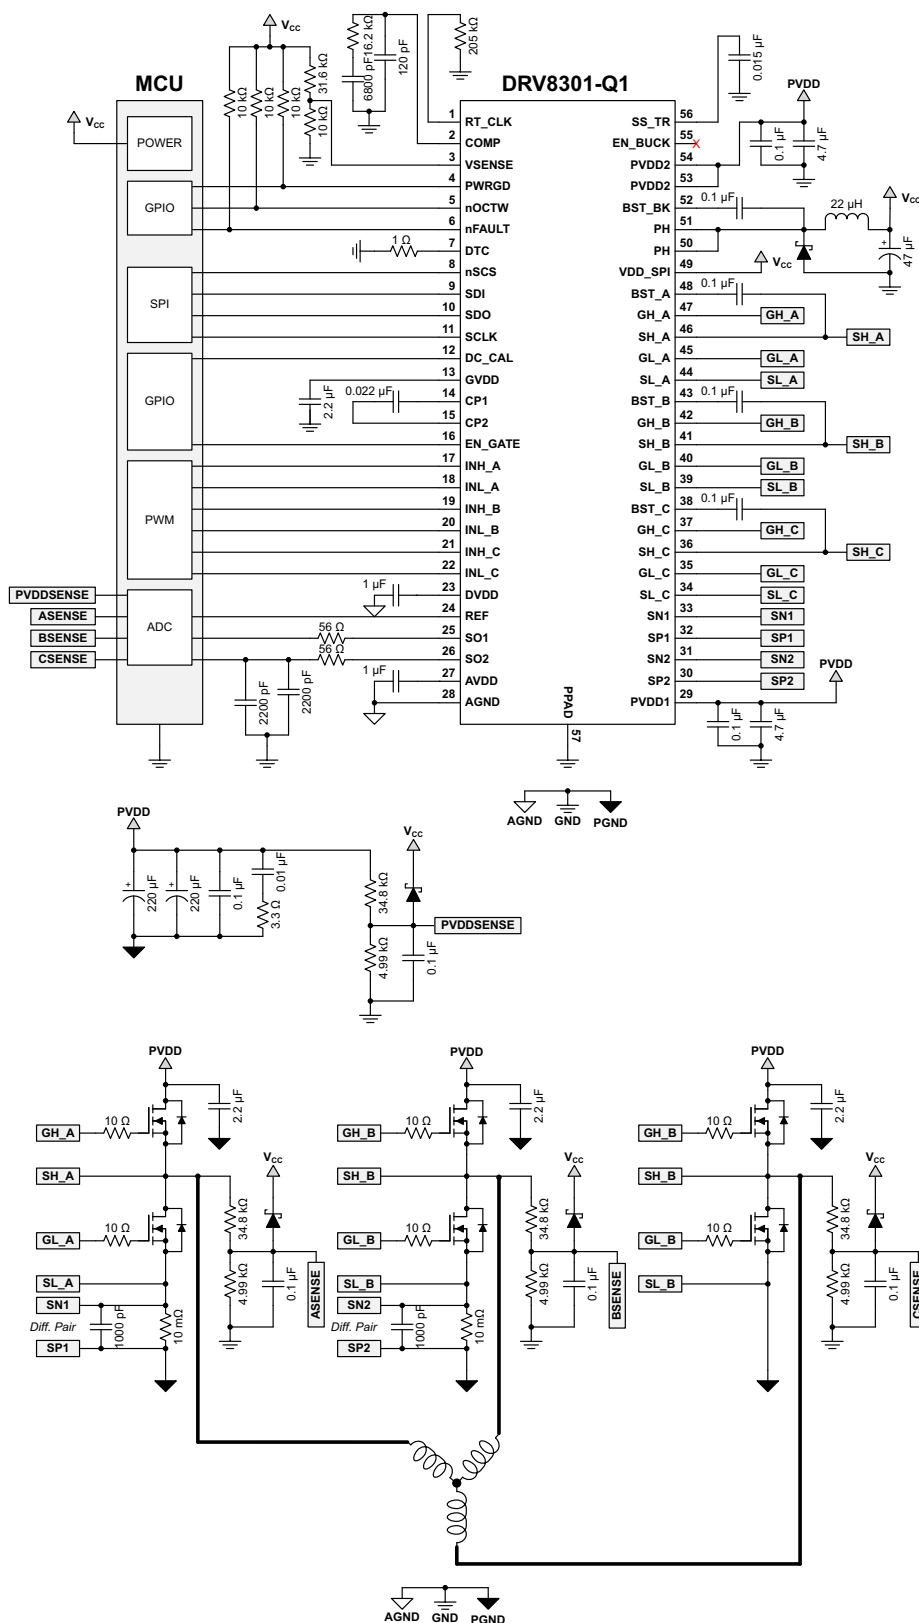 V_CC
205 kΩ
0.015 µF
PVDD
10 kΩ
10 kΩ
10 kΩ
31.6 kΩ
10 kΩ
16.2 kΩ
6800 pF
120 pF
0.1 µF
4.7 µF
MCU
DRV8301-Q1
V_CC
POWER
GPIO
SPI
GPIO
PWM
ADC
1 RT_CLK
2 COMP
3 VSENSE
4 PWRGD
5 nOCTW
6 nFAULT
1 Ω
7 DTC
8 nSCS
9 SDI
10 SDO
11 SCLK
12 DC_CAL
2.2 µF
13 GVDD
0.022 µF
14 CP1
15 CP2
16 EN_GATE
17 INH_A
18 INL_A
19 INH_B
20 INL_B
21 INH_C
22 INL_C
1 µF
23 DVDD
24 REF
56 Ω
25 SO1
56 Ω
26 SO2
1 µF
27 AVDD
28 AGND
2200 pF
2200 pF
PVDDSENSE
ASENSE
BSENSE
CSENSE
SS_TR 56
EN_BUCK 55
X
PVDD2 54
PVDD2 53
BST_BK 52
0.1 µF
22 µH
V_CC
47 µF
PH 51
PH 50
VDD_SPI 49
V_CC
BST_A 48
0.1 µF
GH_A 47 GH_A
SH_A 46 SH_A
GL_A 45 GL_A
SL_A 44 SL_A
BST_B 43
0.1 µF
GH_B 42 GH_B
SH_B 41 SH_B
GL_B 40 GL_B
SL_B 39 SL_B
BST_C 38
0.1 µF
GH_C 37 GH_C
SH_C 36 SH_C
GL_C 35 GL_C
SL_C 34 SL_C
SN1 33 SN1
SP1 32 SP1
SN2 31 SN2
SP2 30 SP2
PVDD1 29
PVDD
0.1 µF
4.7 µF
PPAD
57
AGND GND PGND
PVDD
220 µF
220 µF
0.1 µF
0.01 µF
3.3 Ω
34.8 kΩ
4.99 kΩ
V_CC
0.1 µF
PVDDSENSE
PVDD
2.2 µF
GH_A
10 Ω
SH_A
V_CC
GL_A
10 Ω
34.8 kΩ
4.99 kΩ
0.1 µF
ASENSE
SL_A
SN1
Diff. Pair
SP1
1000 pF
10 mΩ
PVDD
2.2 µF
GH_B
10 Ω
SH_B
V_CC
GL_B
10 Ω
34.8 kΩ
4.99 kΩ
0.1 µF
BSENSE
SL_B
SN2
Diff. Pair
SP2
1000 pF
10 mΩ
PVDD
2.2 µF
GH_B
10 Ω
SH_B
V_CC
GL_B
10 Ω
34.8 kΩ
4.99 kΩ
0.1 µF
CSENSE
SL_B
AGND GND PGND